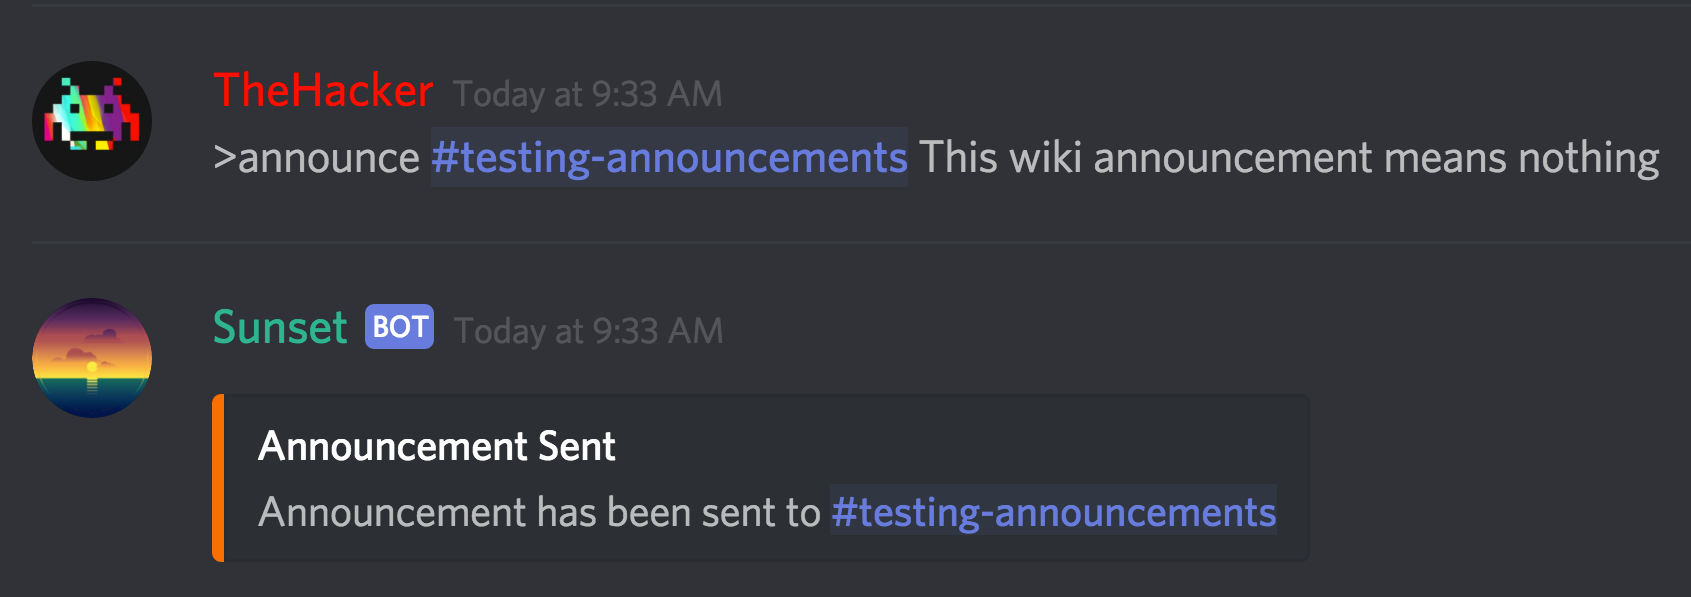 TheHacker Today at 9:33 AM
>announce #testing-announcements This wiki announcement means nothing
Sunset BOT Today at 9:33 AM
Announcement Sent
Announcement has been sent to #testing-announcements